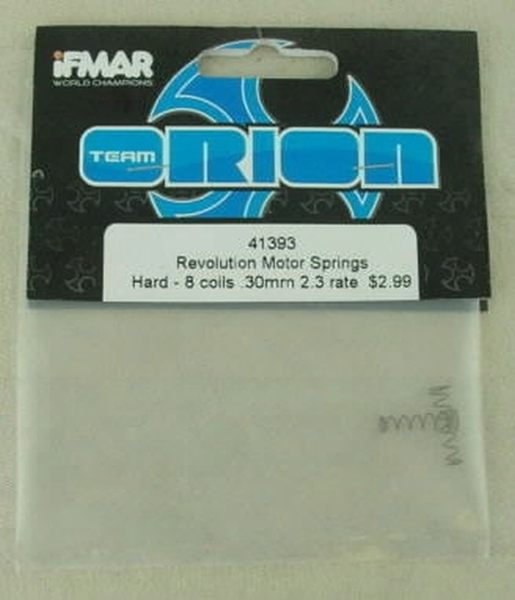 iFMAR
WORLD CHAMPIONS
TEAM ORION
41393
Revolution Motor Springs
Hard - 8 coils .30mm 2.3 rate $2.99